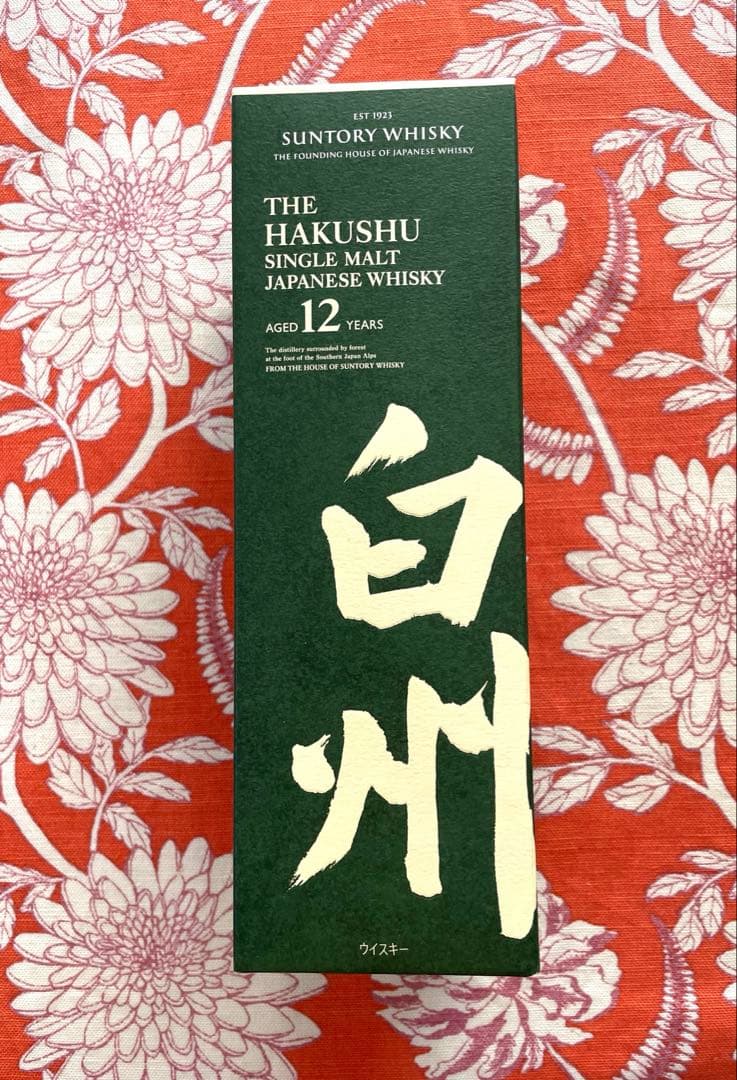 EST 1923
SUNTORY WHISKY
THE FOUNDING HOUSE OF JAPANESE WHISKY
THE
HAKUSHU
SINGLE MALT
JAPANESE WHISKY
AGED 12 YEARS
The distillery surrounded by forest
at the foot of the Southern Japan Alps
FROM THE HOUSE OF SUNTORY WHISKY
白
州
ウイスキー